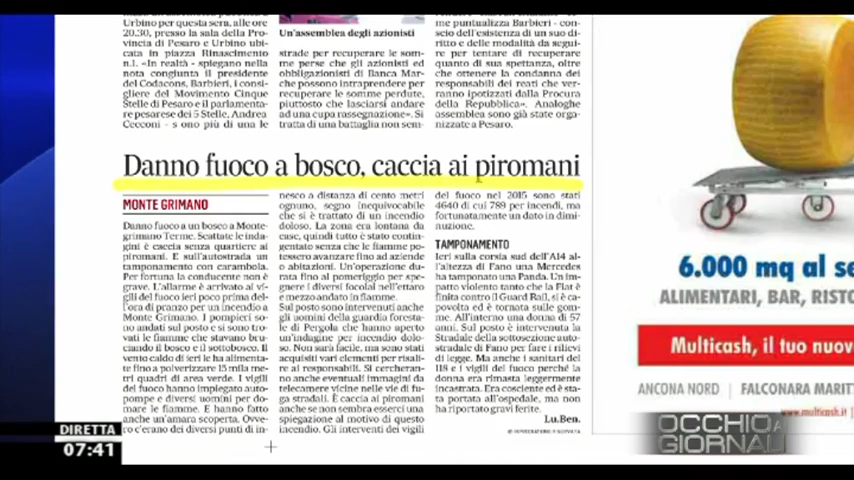 Urbino per questa sera, alle ore
20.30, presso la sala della Pro-
vincia di Pesaro e Urbino ubi-
cata in piazza Rinascimento
n.1. «In realtà - spiegano nella
nota congiunta il presidente
del Codacons, Barbieri, i consi-
gliere del Movimento Cinque
Stelle di Pesaro e il parlamenta-
re pesarese dei 5 Stelle, Andrea
Cecconi - s ono più di una le
Un'assemblea degli azionisti
strade per recuperare le som-
me perse che gli azionisti ed
obbligazionisti di Banca Mar-
che possono intraprendere per
recuperare le somme perdute,
piuttosto che lasciarsi andare
ad una cupa rassegnazione». Si
tratta di una battaglia non sem-
me puntualizza Barbieri - con-
scio dell'esistenza di un suo di-
ritto e delle modalità da segui-
re per tentare di recuperare
quanto di sua spettanza, oltre
che ottenere la condanna dei
responsabili dei reati che ver-
ranno ipotizzati dalla Procura
della Repubblica». Analoghe
assemblea sono già state orga-
nizzate a Pesaro.
Danno fuoco a bosco, caccia ai piromani
MONTE GRIMANO
Danno fuoco a un bosco a Monte-
grimano Terme. Scattate le inda-
gini è caccia senza quartiere ai
piromani. E sull'autostrada un
tamponamento con carambola.
Per fortuna la conducente non è
grave. L'allarme è arrivato ai vi-
gili del fuoco ieri poco prima del-
l'ora di pranzo per un incendio a
Monte Grimano. I pompieri so-
no andati sul posto e si sono tro-
vati le fiamme che stavano bru-
ciando il bosco e il sottobosco. Il
vento caldo di ieri le ha alimenta-
te fino a polverizzare 15 mila me-
tri quadri di area verde. I vigili
del fuoco hanno impiegato auto-
pompe e diversi uomini per do-
mare le fiamme. E hanno fatto
anche un'amara scoperta. Ovve-
ro c'erano dei diversi punti di in-
nesco a distanza di cento metri
ognuno, segno inequivocabile
che si è trattato di un incendio
doloso. La zona era lontana da
case, quindi tutto è stato contin-
gentato senza che le fiamme po-
tessero avanzare fino ad aziende
o abitazioni. Un'operazione du-
rata fino al pomeriggio per spe-
gnere i diversi focolai nell'ettaro
e mezzo andato in fiamme.
Sul posto sono intervenuti anche
gli uomini della guardia foresta-
le di Pergola che hanno aperto
un'indagine per incendio dolo-
so. Non sarà facile, ma sono stati
acquisiti vari elementi per risali-
re ai responsabili. Si cercheran-
no anche eventuali immagini da
telecamere vicine nelle vie di fu-
ga stradali. È caccia ai piromani
anche se non sembra esserci una
spiegazione al motivo di questo
incendio. Gli interventi dei vigili
del fuoco nel 2015 sono stati
4640 di cui 789 per incendi, ma
fortunatamente un dato in dimi-
nuzione.
TAMPONAMENTO
Ieri sulla corsia sud dell'A14 al-
l'altezza di Fano una Mercedes
ha tamponato una Panda. Un im-
patto violento tanto che la Fiat è
finita contro il Guard Rail, si è ca-
povolta ed è tornata sulle gom-
me. All'interno una donna di 57
anni. Sul posto è intervenuta la
Stradale della sottosezione auto-
stradale di Fano per fare i rilievi
di legge. Ma anche i sanitari del
118 e i vigili del fuoco perché la
donna era rimasta leggermente
incastrata. Era cosciente ed è sta-
ta portata all'ospedale, ma non
ha riportato gravi ferite.
Lu.Ben.
6.000 mq al se
ALIMENTARI, BAR, RISTO
Multicash, il tuo nuovo
ANCONA NORD | FALCONARA MARITT
www.multicash.it
DIRETTA
07:41
OCCHIO AI
GIORNALI